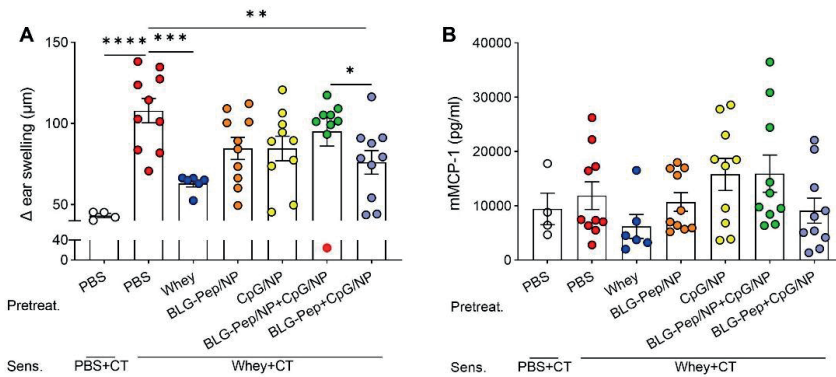 A
B
**
**** ***
*
150
100
50
40
0
Δ ear swelling (µm)
PBS
PBS
Whey
BLG-Pep/NP
CpG/NP
BLG-Pep/NP+CpG/NP
BLG-Pep+CpG/NP
Pretreat.
Sens.
PBS+CT
Whey+CT
40000
30000
20000
10000
0
mMCP-1 (pg/ml)
PBS
PBS
Whey
BLG-Pep/NP
CpG/NP
BLG-Pep/NP+CpG/NP
BLG-Pep+CpG/NP
Pretreat.
Sens.
PBS+CT
Whey+CT